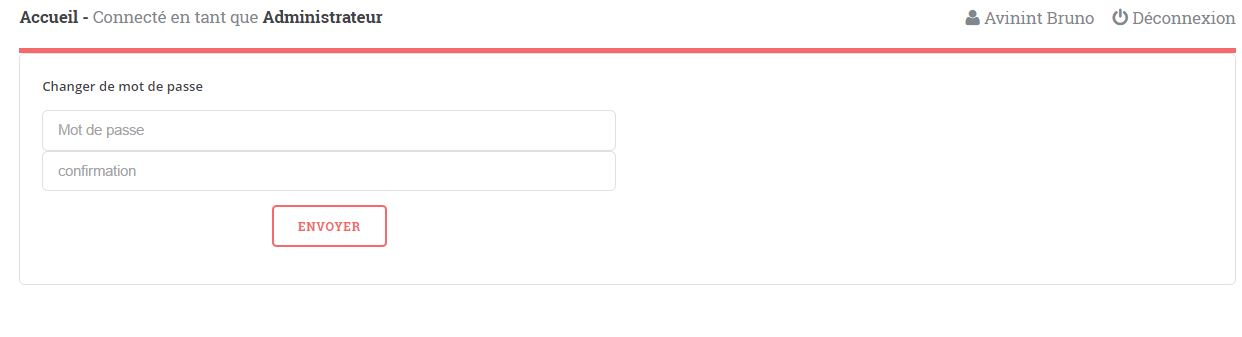 Accueil - Connecté en tant que Administrateur
Avinint Bruno
Déconnexion
Changer de mot de passe
Mot de passe
confirmation
ENVOYER